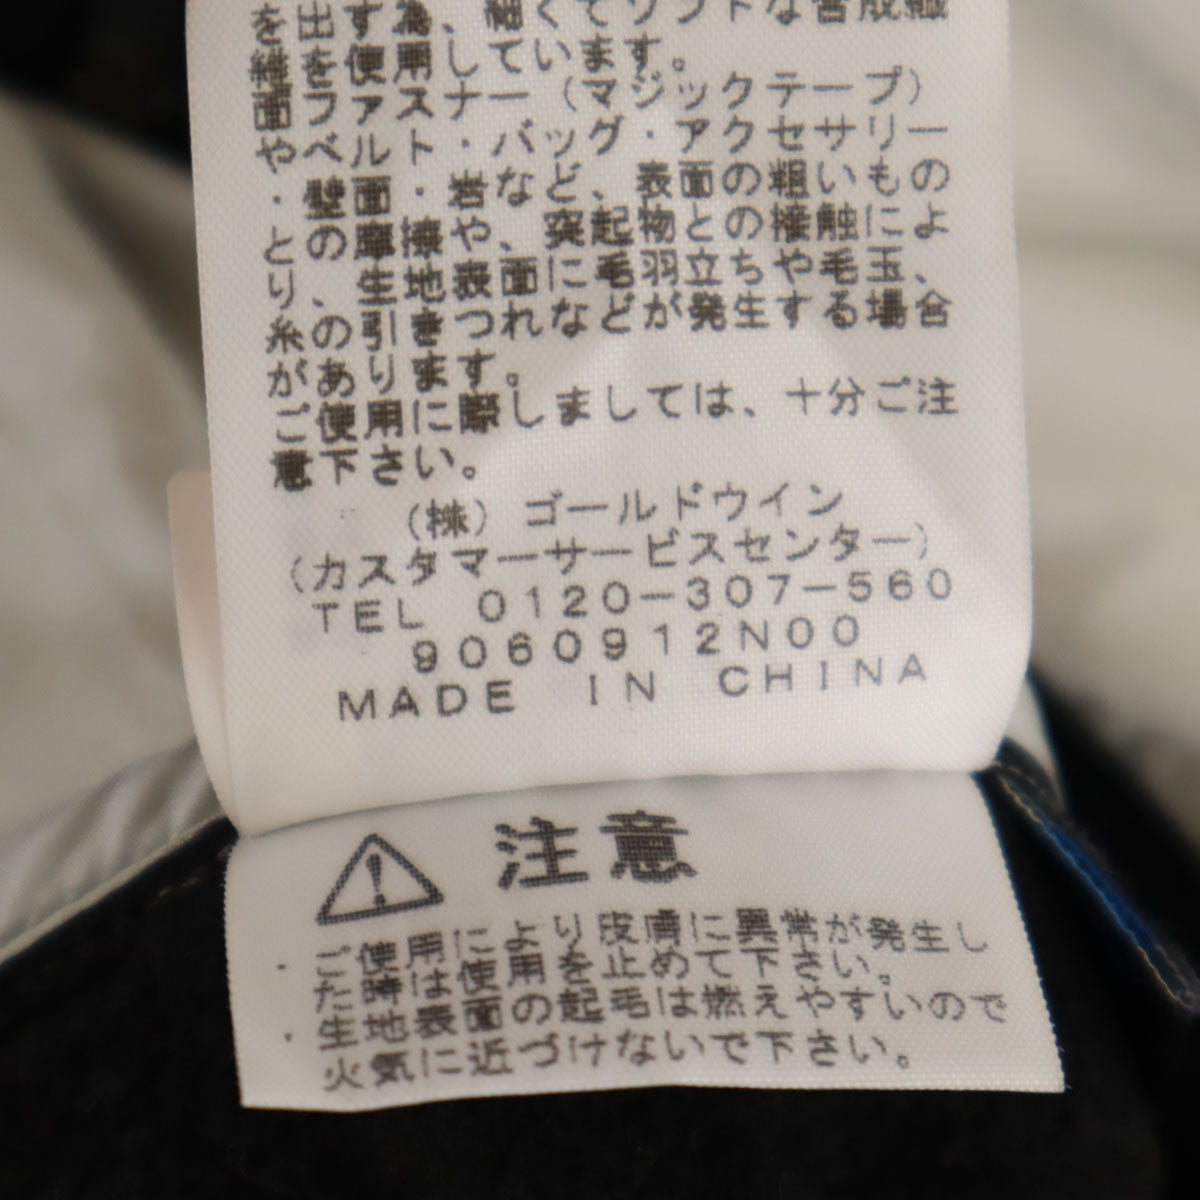 を出す為、軽くてソフトな合成繊
維を使用しています。
面ファスナー（マジックテープ）
やベルト・バッグ・アクセサリー
・壁面・岩など、表面の粗いもの
との摩擦や、突起物との接触によ
り、生地表面に毛羽立ちや毛玉、
糸の引きつれなどが発生する場合
があります。
ご使用に際しましては、十分ご注
意下さい。
（株）ゴールドウイン
（カスタマーサービスセンター）
TEL 0120-307-560
9060912N00
MADE IN CHINA
注意
・ご使用により皮膚に異常が発生し
た時は使用を止めて下さい。
・生地表面の起毛は燃えやすいので
火気に近づけないで下さい。